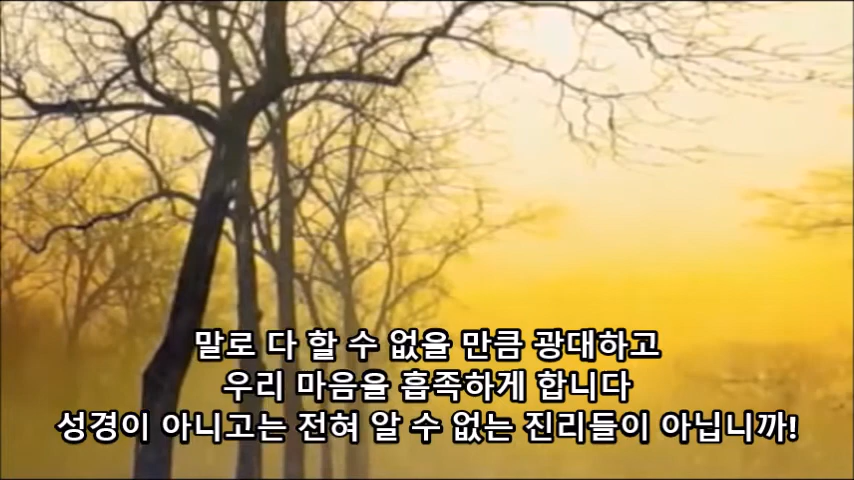 말로 다 할 수 없을 만큼 광대하고
우리 마음을 흡족하게 합니다
성경이 아니고는 전혀 알 수 없는 진리들이 아닙니까!